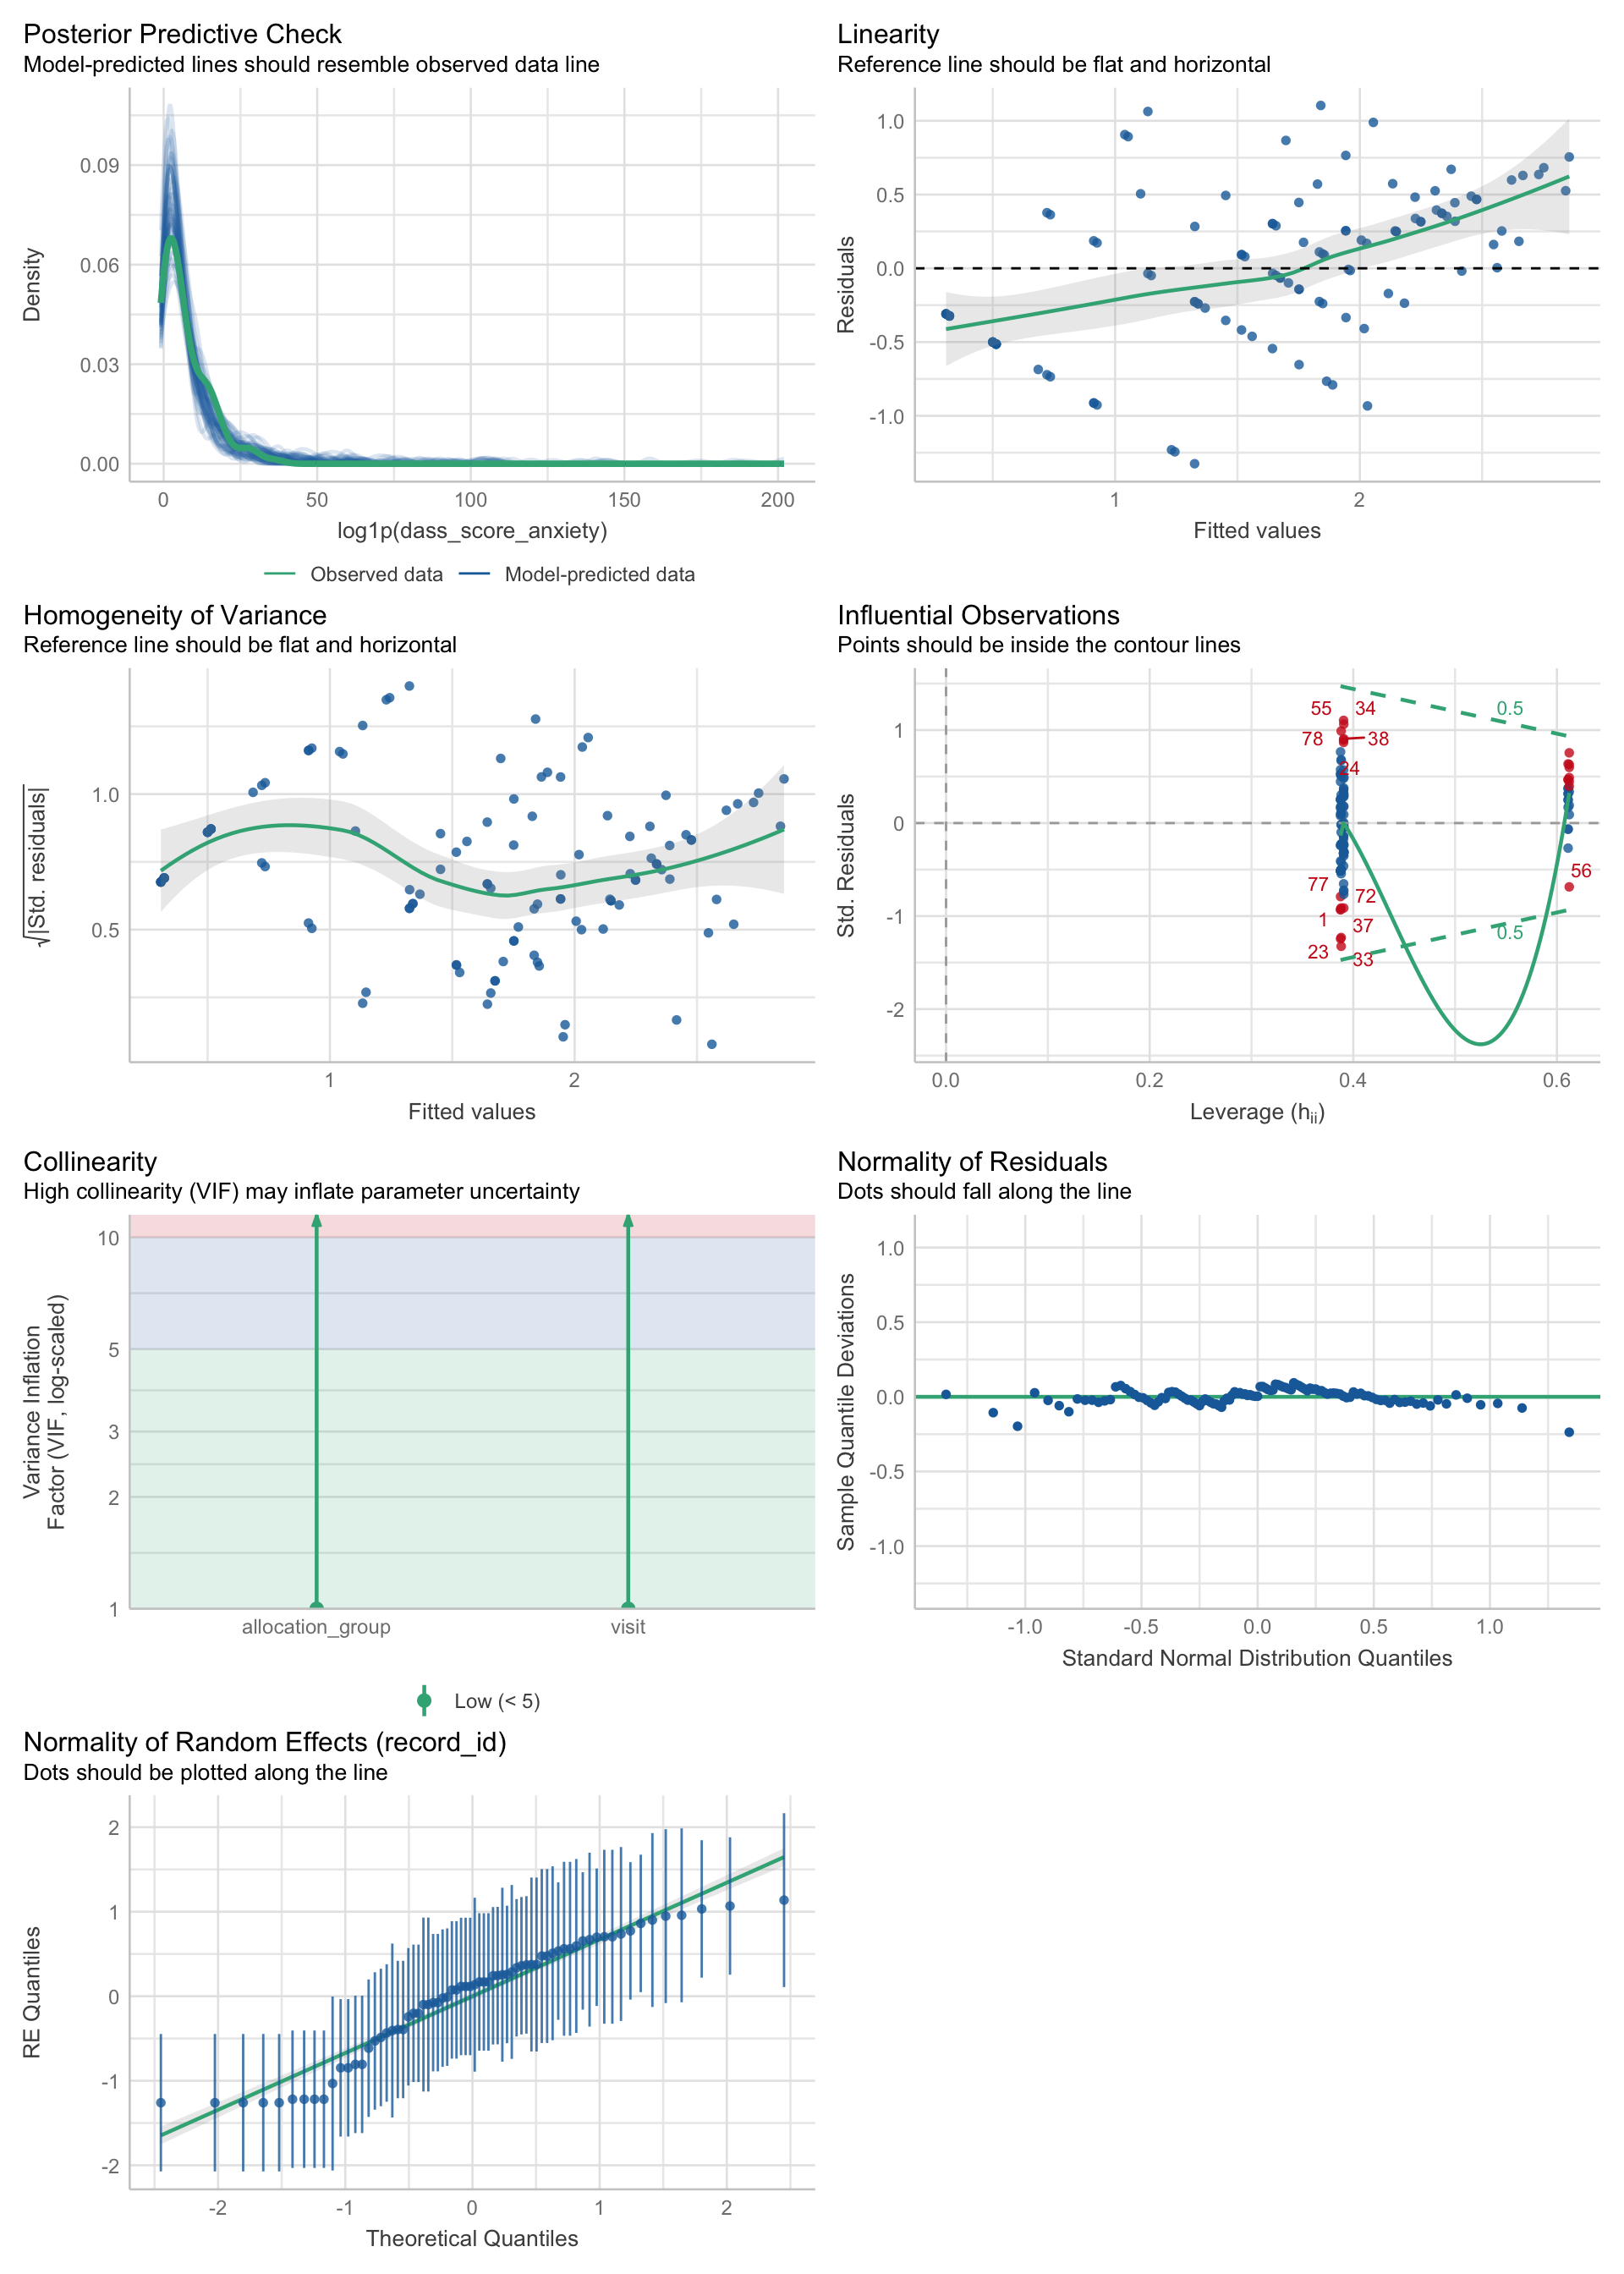 Posterior Predictive Check
Model-predicted lines should resemble observed data line
Density
0.09
0.06
0.03
0.00
0 50 100 150 200
log1p(dass_score_anxiety)
Observed data Model-predicted data
Linearity
Reference line should be flat and horizontal
Residuals
1.0
0.5
0.0
-0.5
-1.0
1 2
Fitted values
Homogeneity of Variance
Reference line should be flat and horizontal
√|Std. residuals|
1.0
0.5
1 2
Fitted values
Influential Observations
Points should be inside the contour lines
Std. Residuals
1
0
-1
-2
55 34
0.5
78 38
24
56
77
72
1
37
0.5
23
33
0.0 0.2 0.4 0.6
Leverage (hii)
Collinearity
High collinearity (VIF) may inflate parameter uncertainty
Variance Inflation
Factor (VIF, log-scaled)
10
5
3
2
1
allocation_group visit
Low (< 5)
Normality of Residuals
Dots should fall along the line
Sample Quantile Deviations
1.0
0.5
0.0
-0.5
-1.0
-1.0 -0.5 0.0 0.5 1.0
Standard Normal Distribution Quantiles
Normality of Random Effects (record_id)
Dots should be plotted along the line
RE Quantiles
2
1
0
-1
-2
-2 -1 0 1 2
Theoretical Quantiles